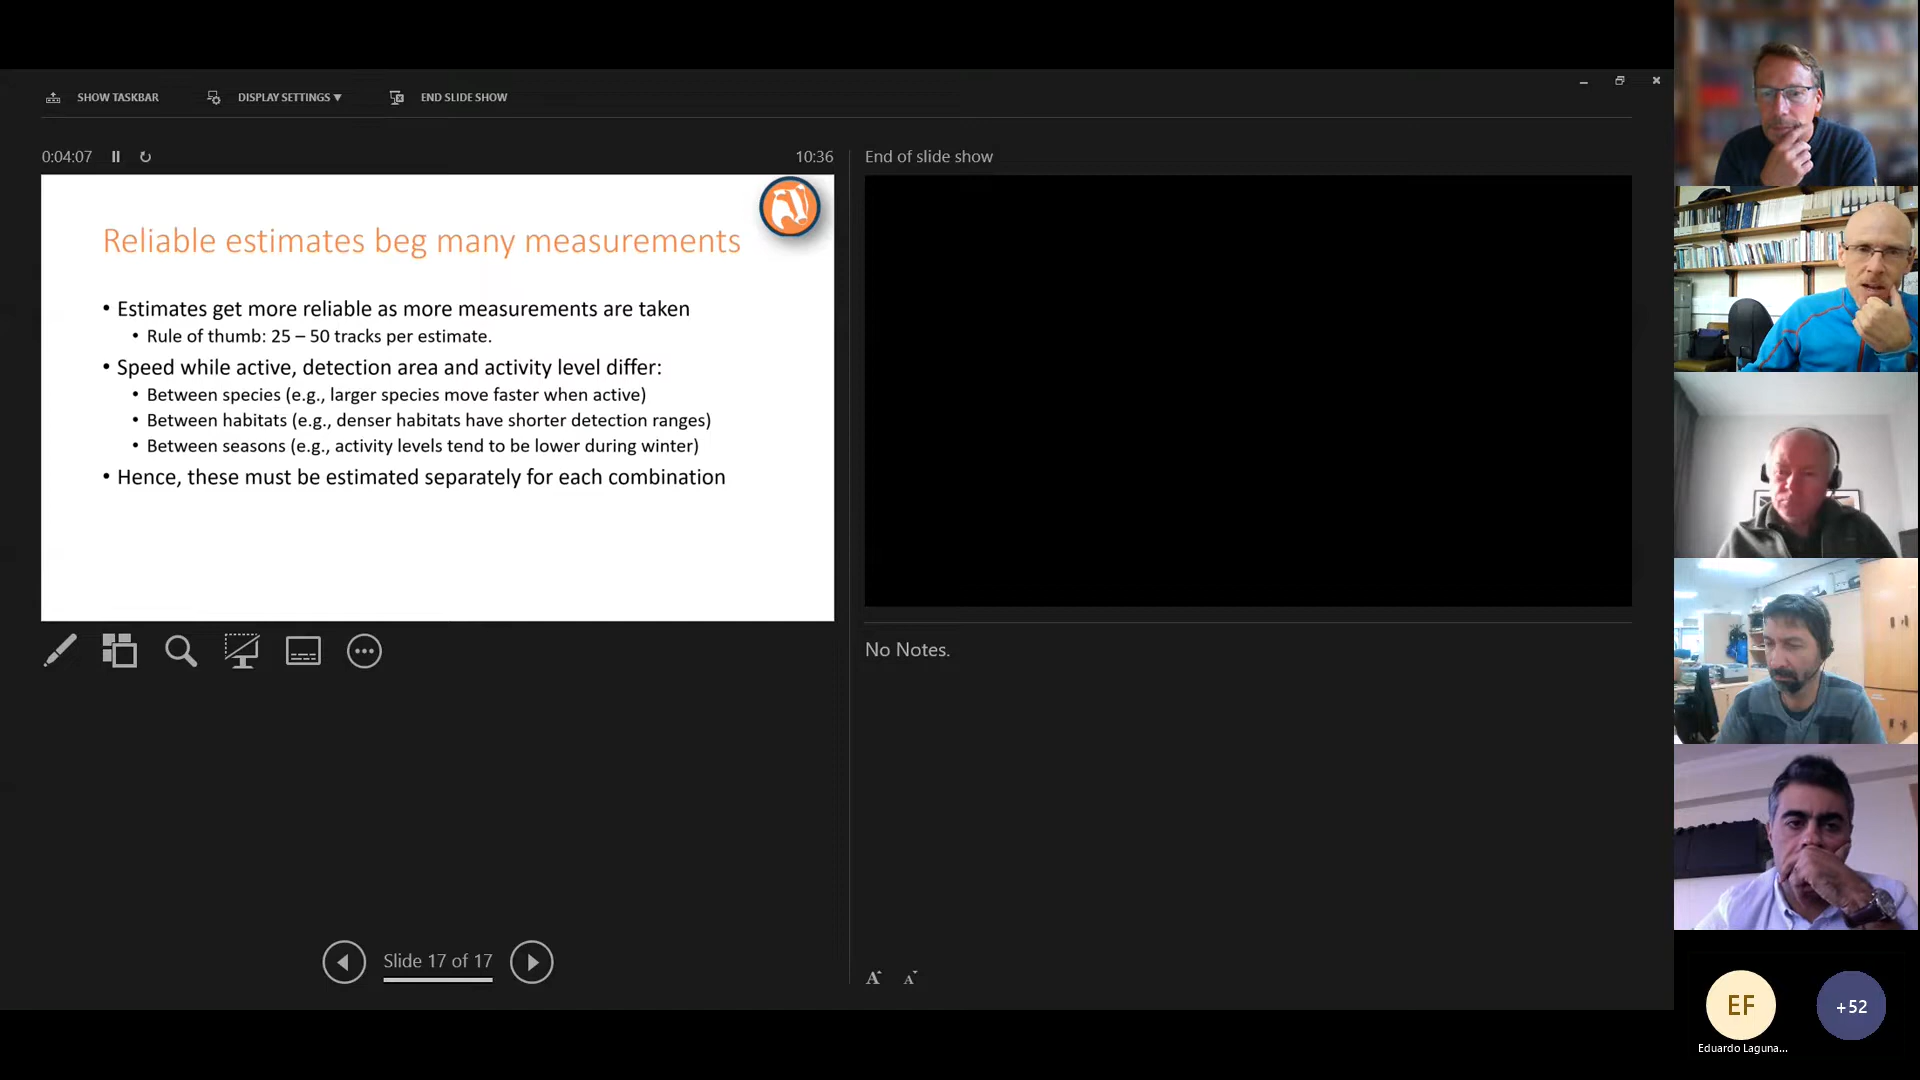 SHOW TASKBAR
DISPLAY SETTINGS ▼
END SLIDE SHOW
0:04:07
10:36
End of slide show
Reliable estimates beg many measurements
• Estimates get more reliable as more measurements are taken
• Rule of thumb: 25 – 50 tracks per estimate.
• Speed while active, detection area and activity level differ:
• Between species (e.g., larger species move faster when active)
• Between habitats (e.g., denser habitats have shorter detection ranges)
• Between seasons (e.g., activity levels tend to be lower during winter)
• Hence, these must be estimated separately for each combination
No Notes.
Slide 17 of 17
A A
EF
+52
Eduardo Laguna...